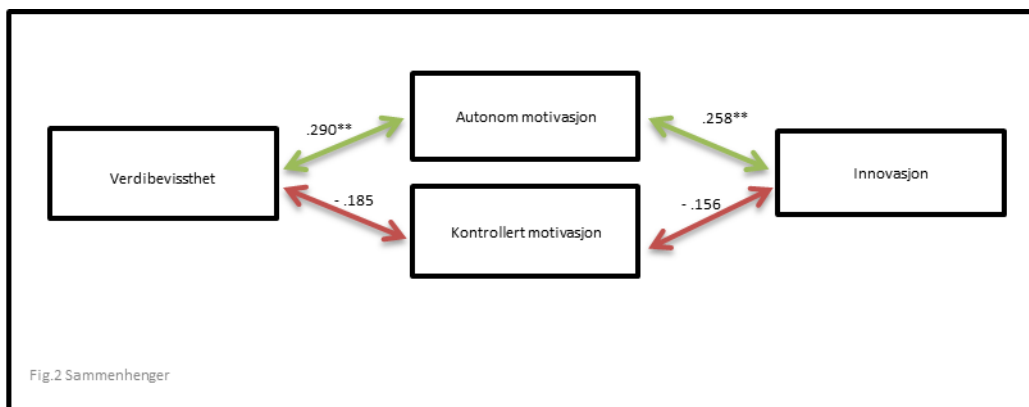 Autonom motivasjon
.290**
.258**
Verdibevissthet
Innovasjon
- .185
- .156
Kontrollert motivasjon
Fig.2 Sammenhenger